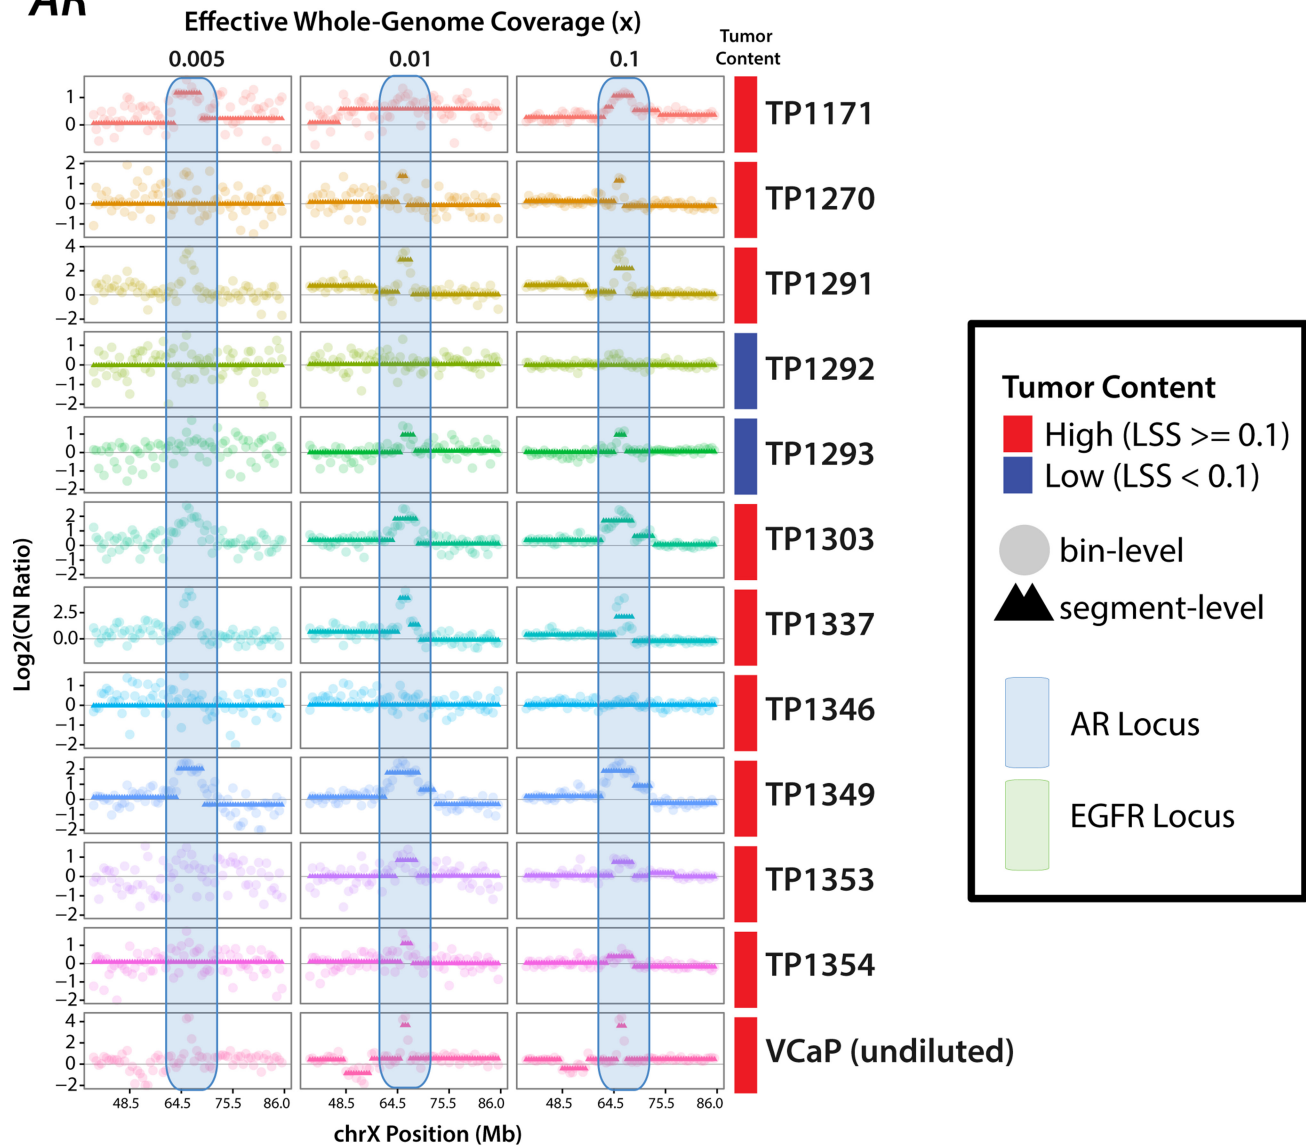 AR
Effective Whole-Genome Coverage (x)
Tumor
Content
0.005 0.01 0.1
1
0
TP1171
2
1
0
−1
TP1270
4
2
0
−2
TP1291
1
0
−1
−2
TP1292
1
0
−1
−2
TP1293
2
1
0
−1
−2
TP1303
2.5
0.0
TP1337
1
0
−1
−2
TP1346
2
1
0
−1
−2
TP1349
1
0
−1
−2
TP1353
1
0
−1
−2
TP1354
4
2
0
−2
VCaP (undiluted)
Log2(CN Ratio)
48.5 64.5 75.5 86.0 48.5 64.5 75.5 86.0 48.5 64.5 75.5 86.0
chrX Position (Mb)
Tumor Content
High (LSS >= 0.1)
Low (LSS < 0.1)
bin-level
segment-level
AR Locus
EGFR Locus